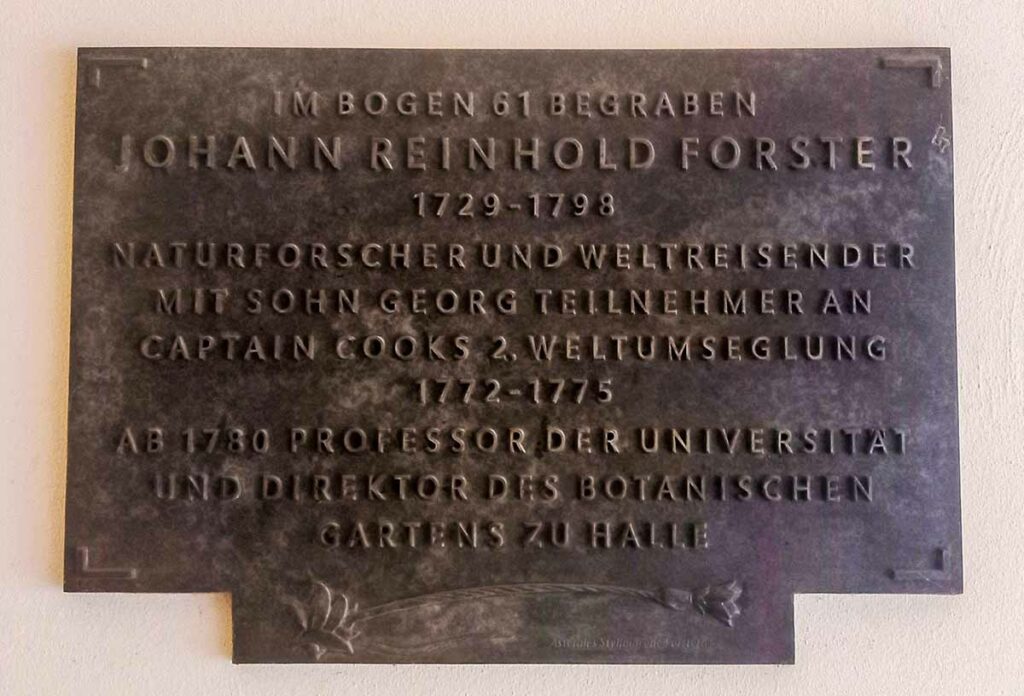 IM BOGEN 61 BEGRABEN
JOHANN REINHOLD FORSTER
1729-1798
NATURFORSCHER UND WELTREISENDER
MIT SOHN GEORG TEILNEHMER AN
CAPTAIN COOKS 2. WELTUMSEGLUNG
1772-1775
AB 1780 PROFESSOR DER UNIVERSITÄT
UND DIREKTOR DES BOTANISCHEN
GARTENS ZU HALLE